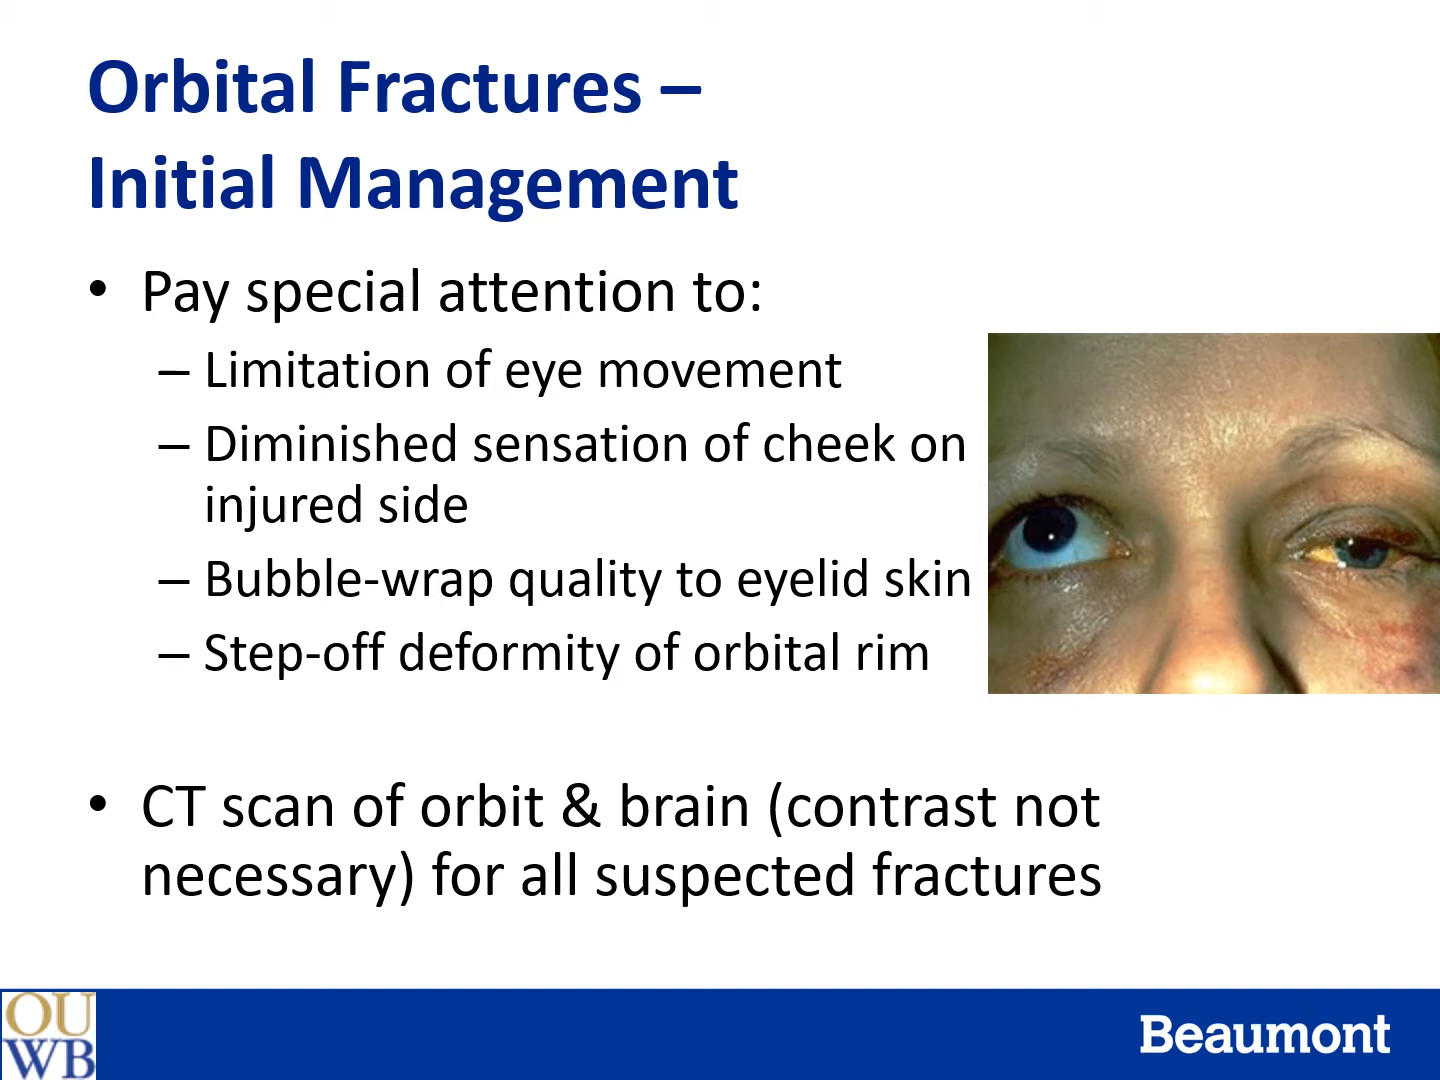 Orbital Fractures –
Initial Management
• Pay special attention to:
– Limitation of eye movement
– Diminished sensation of cheek on
injured side
– Bubble-wrap quality to eyelid skin
– Step-off deformity of orbital rim
• CT scan of orbit & brain (contrast not
necessary) for all suspected fractures
OU
WB
Beaumont